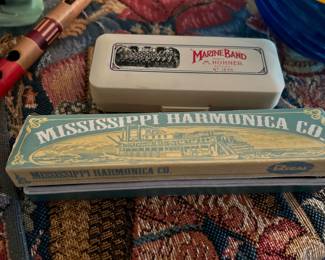 MARINE BAND
M. HOHNER
MISSISSIPPI HARMONICA CO.
MISSISSIPPI HARMONICA CO.